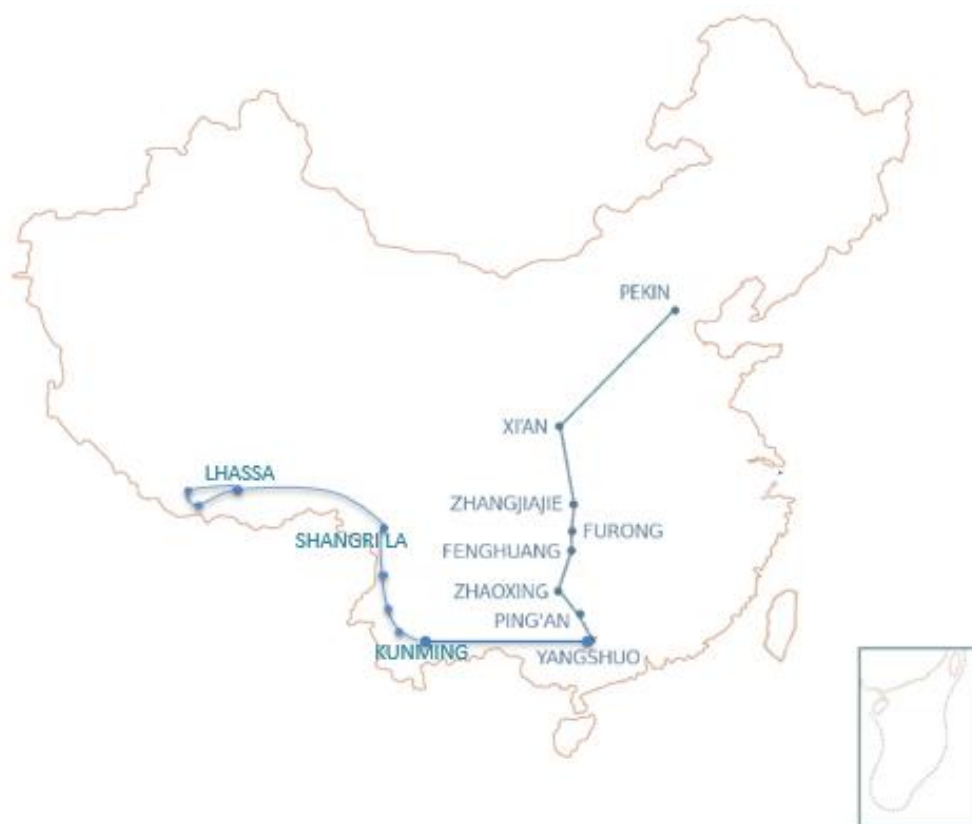 PEKIN
XI'AN
LHASSA
ZHANGJIAJIE
FURONG
SHANGRI LA
FENGHUANG
ZHAOXING
PING'AN
KUNMING
YANGSHUO